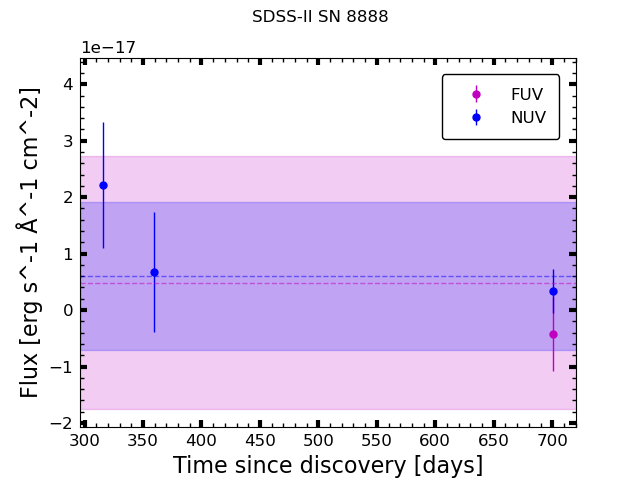 SDSS-II SN 8888
1e−17
FUV
NUV
4
3
2
1
0
−1
−2
Flux [erg s^-1 Å^-1 cm^-2]
300 350 400 450 500 550 600 650 700
Time since discovery [days]